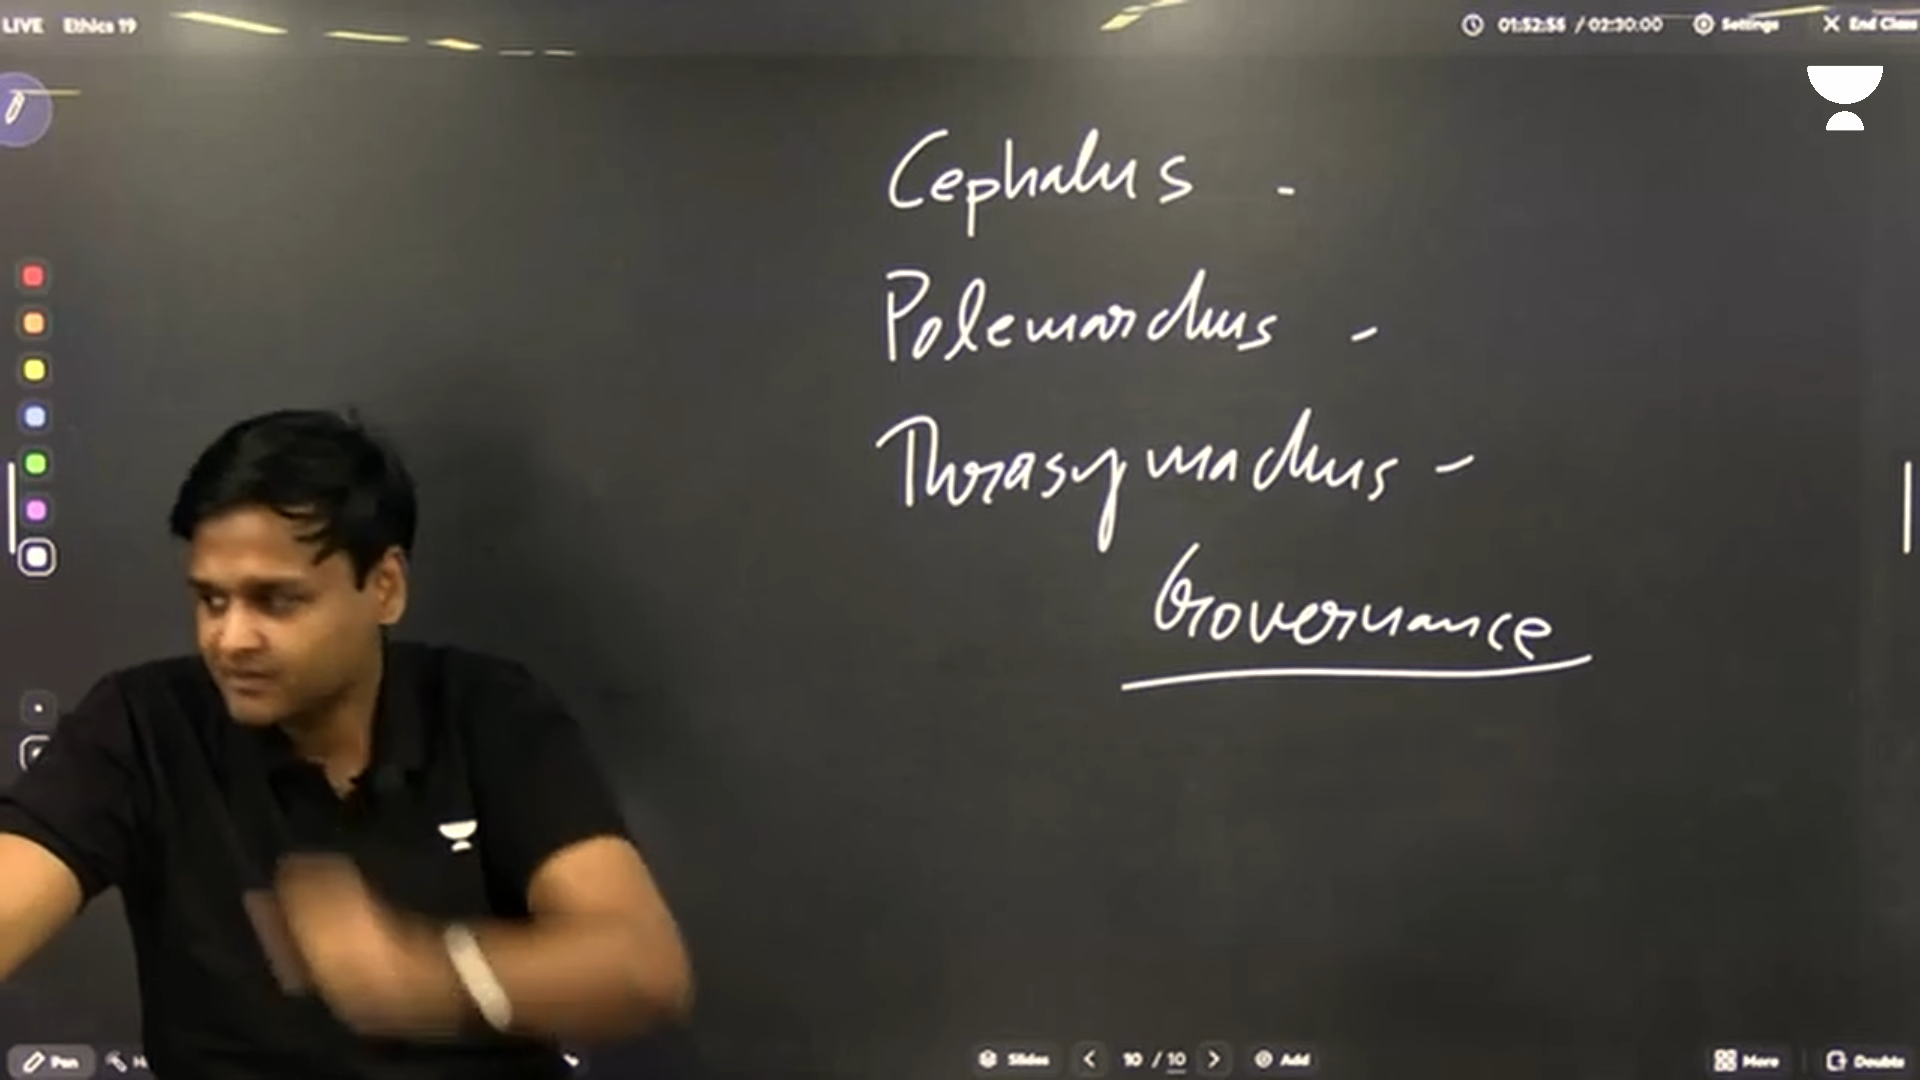 LIVE Ethics 19 01:52:55 / 02:30:00 Settings End Class
Cephalus -
Polemarchus -
Thrasymachus -
Governance
Pen Slides 10 / 10 Add More Doubts